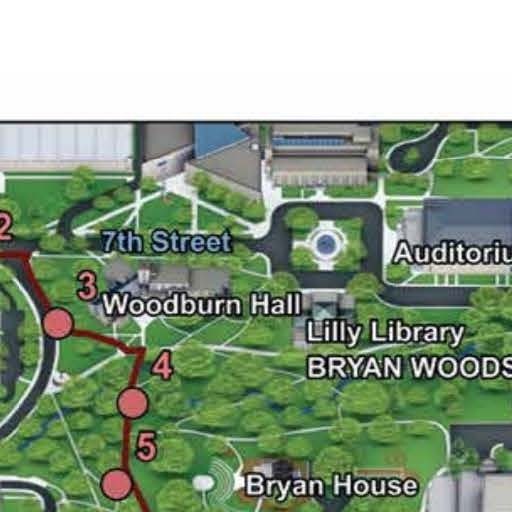 2
7th Street
Auditoriu
3
Woodburn Hall
Lilly Library
BRYAN WOODS
4
5
Bryan House